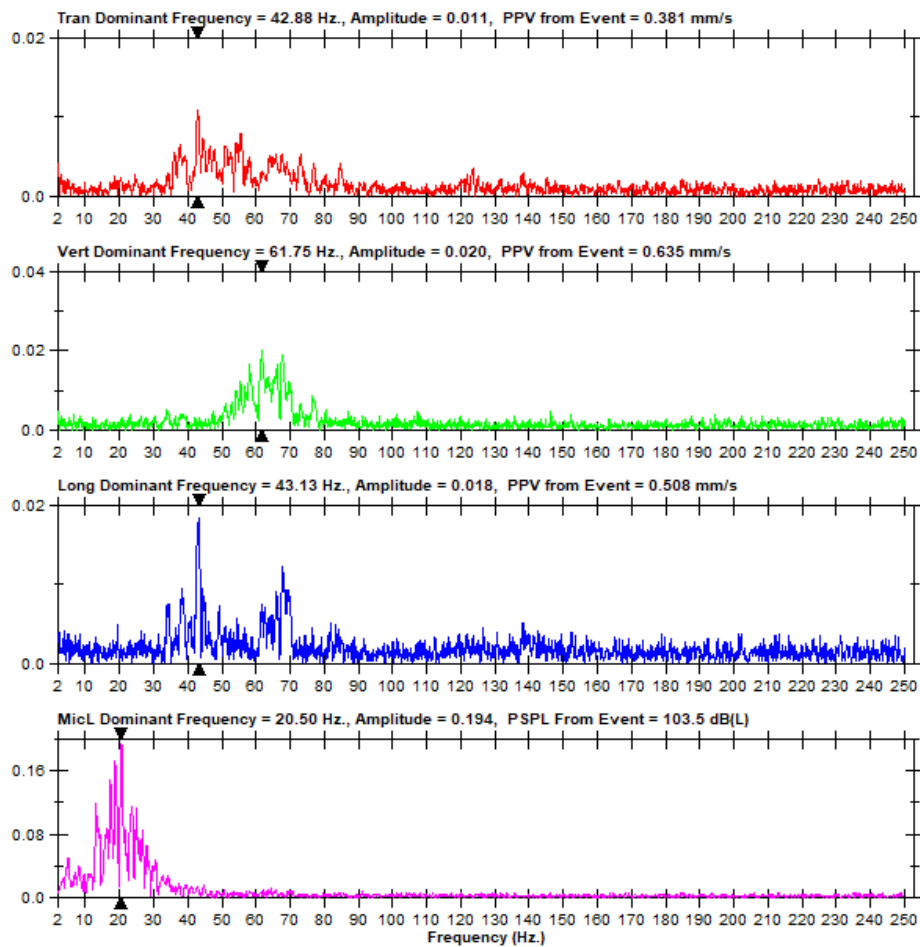 Tran Dominant Frequency = 42.88 Hz., Amplitude = 0.011, PPV from Event = 0.381 mm/s
0.02
0.0
2 10 20 30 40 50 60 70 80 90 100 110 120 130 140 150 160 170 180 190 200 210 220 230 240 250
Vert Dominant Frequency = 61.75 Hz., Amplitude = 0.020, PPV from Event = 0.635 mm/s
0.04
0.02
0.0
2 10 20 30 40 50 60 70 80 90 100 110 120 130 140 150 160 170 180 190 200 210 220 230 240 250
Long Dominant Frequency = 43.13 Hz., Amplitude = 0.018, PPV from Event = 0.508 mm/s
0.02
0.0
2 10 20 30 40 50 60 70 80 90 100 110 120 130 140 150 160 170 180 190 200 210 220 230 240 250
MicL Dominant Frequency = 20.50 Hz., Amplitude = 0.194, PSPL From Event = 103.5 dB(L)
0.16
0.08
0.0
2 10 20 30 40 50 60 70 80 90 100 110 120 130 140 150 160 170 180 190 200 210 220 230 240 250
Frequency (Hz.)